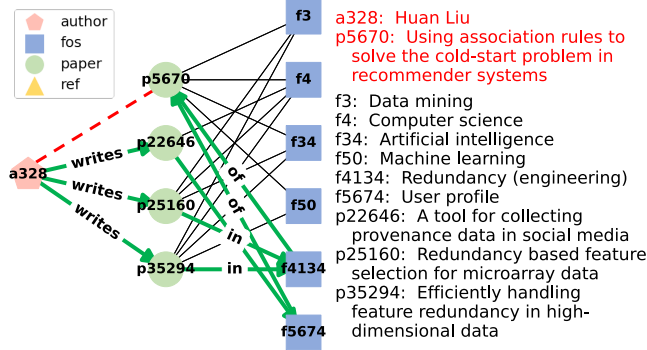 author
fos
paper
ref
a328
p5670
p22646
p25160
p35294
f3
f4
f34
f50
f4134
f5674
writes
writes
writes
of
of
in
in
a328: Huan Liu
p5670: Using association rules to
solve the cold-start problem in
recommender systems
f3: Data mining
f4: Computer science
f34: Artificial intelligence
f50: Machine learning
f4134: Redundancy (engineering)
f5674: User profile
p22646: A tool for collecting
provenance data in social media
p25160: Redundancy based feature
selection for microarray data
p35294: Efficiently handling
feature redundancy in high-
dimensional data